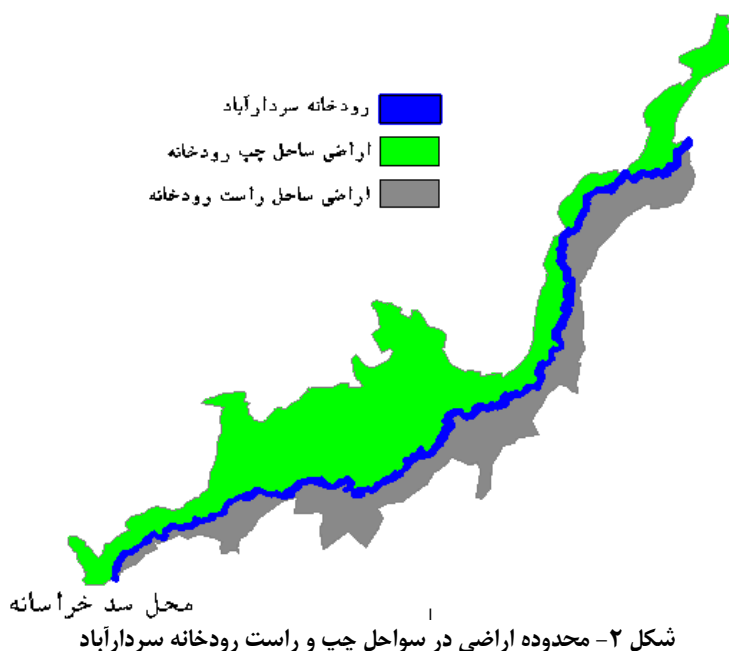 رودخانه سردارآباد
اراضی ساحل چپ رودخانه
اراضی ساحل راست رودخانه
محل سد خراسانه
شکل ۲- محدوده اراضی در سواحل چپ و راست رودخانه سردارآباد